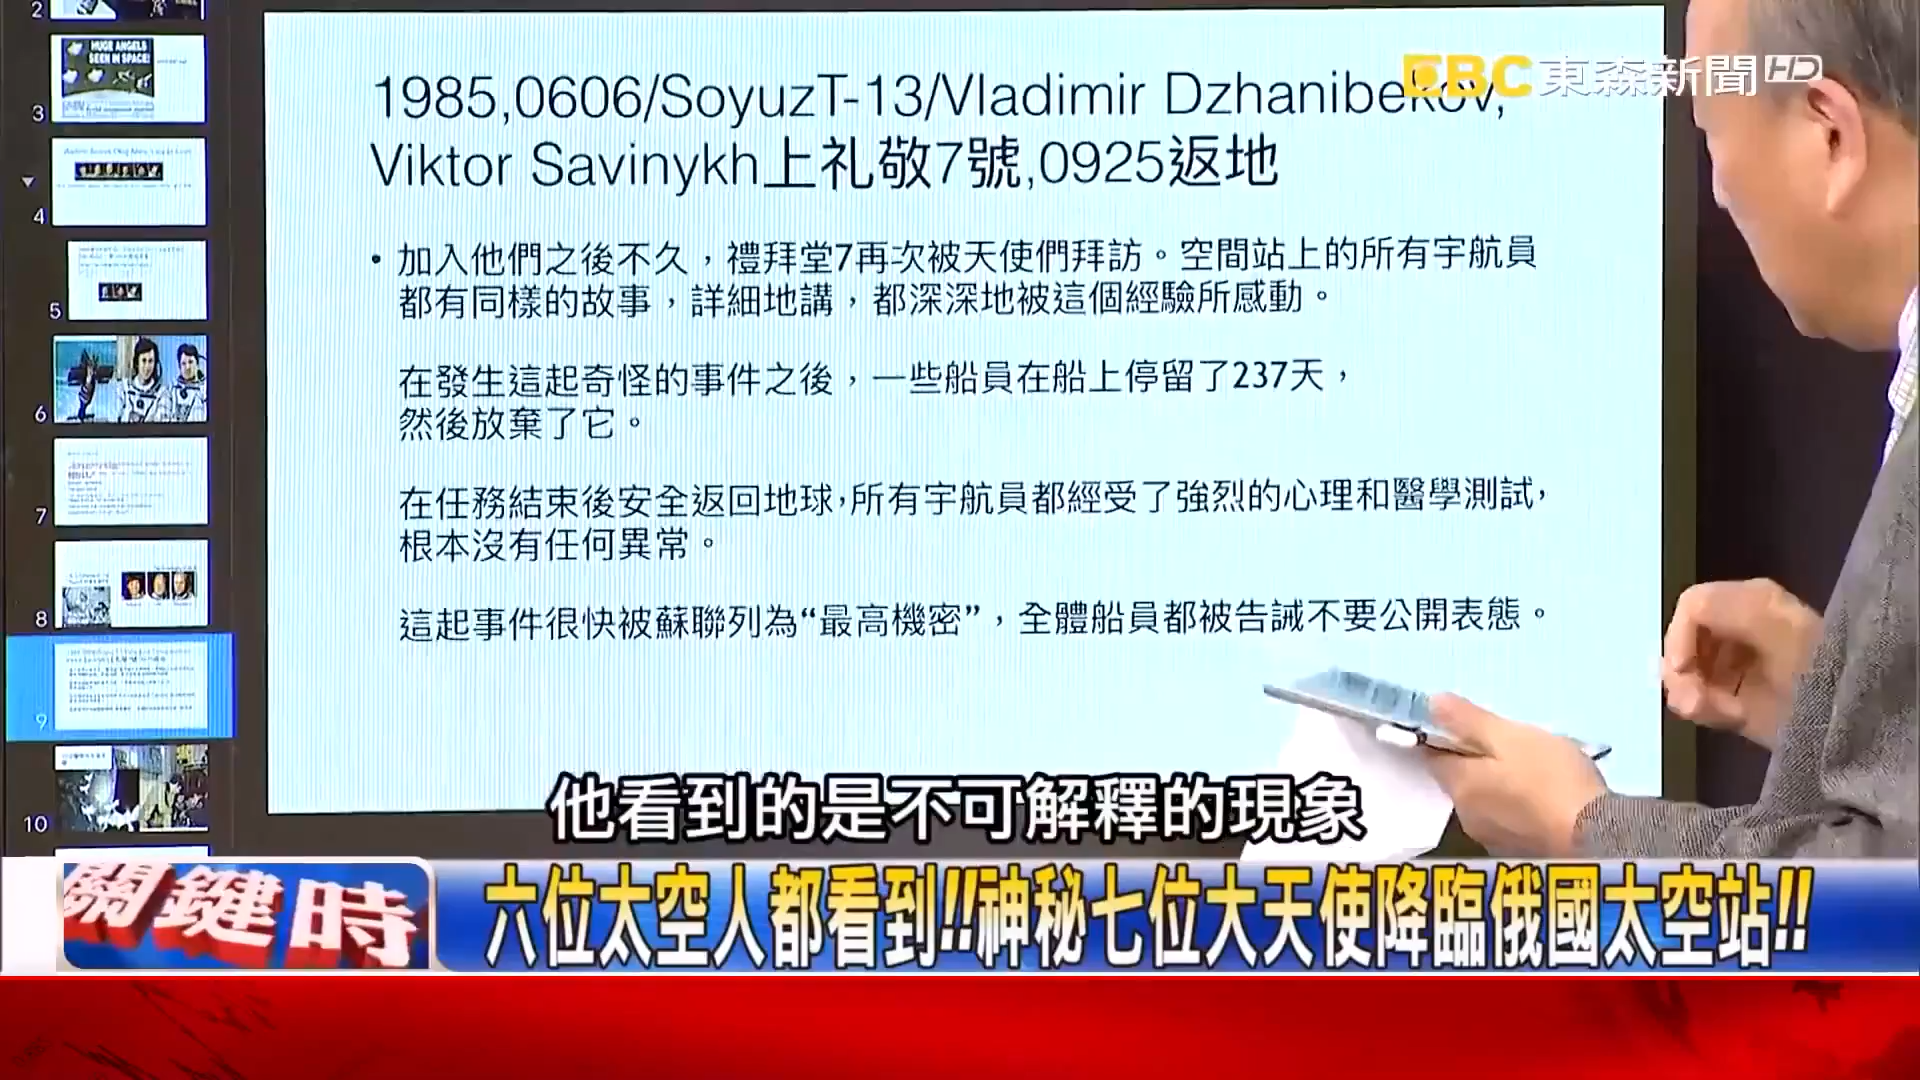 EBC 東森新聞 HD
1985,0606/SoyuzT-13/Vladimir Dzhanibekov,
Viktor Savinykh上礼敬7號,0925返地
• 加入他們之後不久，禮拜堂7再次被天使們拜訪。空間站上的所有宇航員
都有同樣的故事，詳細地講，都深深地被這個經驗所感動。
在發生這起奇怪的事件之後，一些船員在船上停留了237天，
然後放棄了它。
在任務結束後安全返回地球,所有宇航員都經受了強烈的心理和醫學測試,
根本沒有任何異常。
這起事件很快被蘇聯列為“最高機密”，全體船員都被告誡不要公開表態。
2
HUGE ANGELS
SEEN IN SPACE!
3
4
5
6
7
8
9
10
他看到的是不可解釋的現象
關鍵時
六位太空人都看到!!神秘七位大天使降臨俄國太空站!!